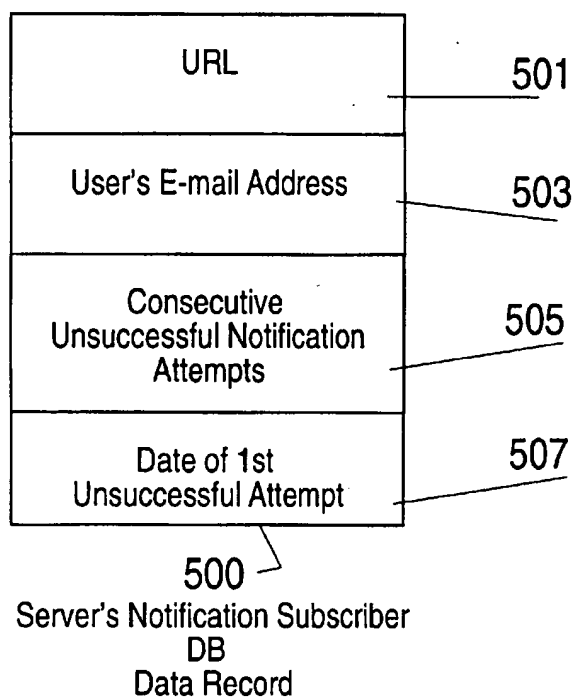 URL
501
User's E-mail Address
503
Consecutive
Unsuccessful Notification
Attempts
505
Date of 1st
Unsuccessful Attempt
507
500
Server's Notification Subscriber
DB
Data Record